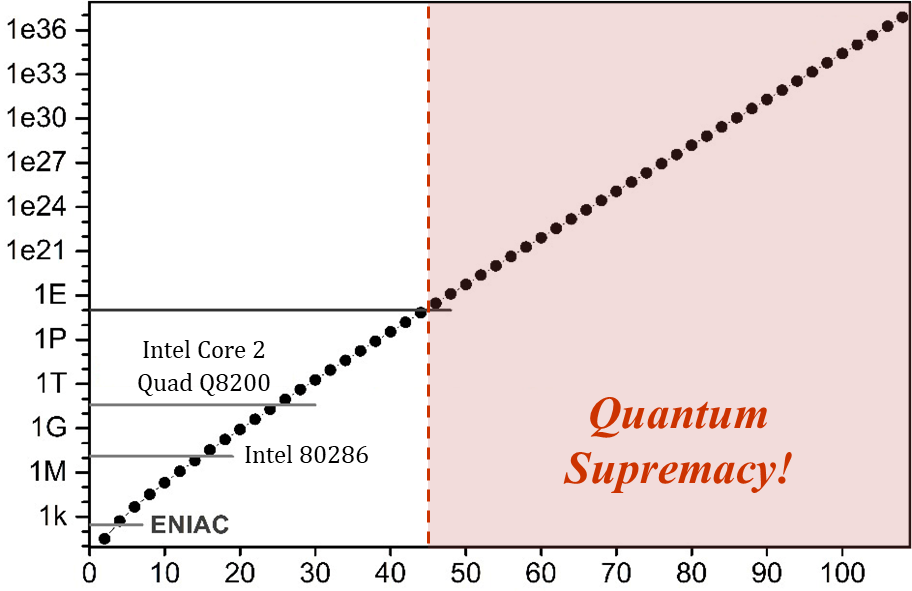 1e36
1e33
1e30
1e27
1e24
1e21
1E
1P
Intel Core 2
Quad Q8200
1T
1G
Quantum
Supremacy!
Intel 80286
1M
1k
ENIAC
0 10 20 30 40 50 60 70 80 90 100